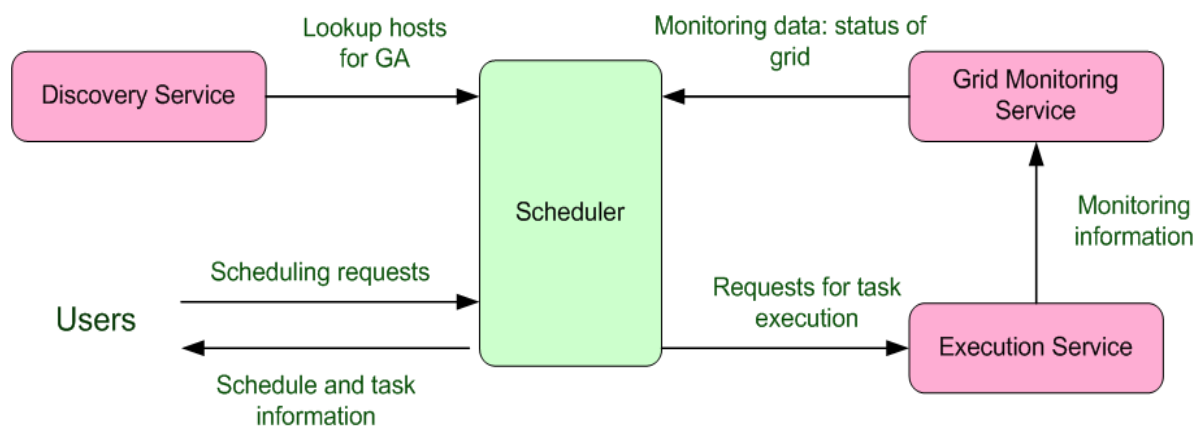 Lookup hosts
for GA
Monitoring data: status of
grid
Discovery Service
Grid Monitoring
Service
Scheduler
Monitoring
information
Scheduling requests
Users
Requests for task
execution
Execution Service
Schedule and task
information